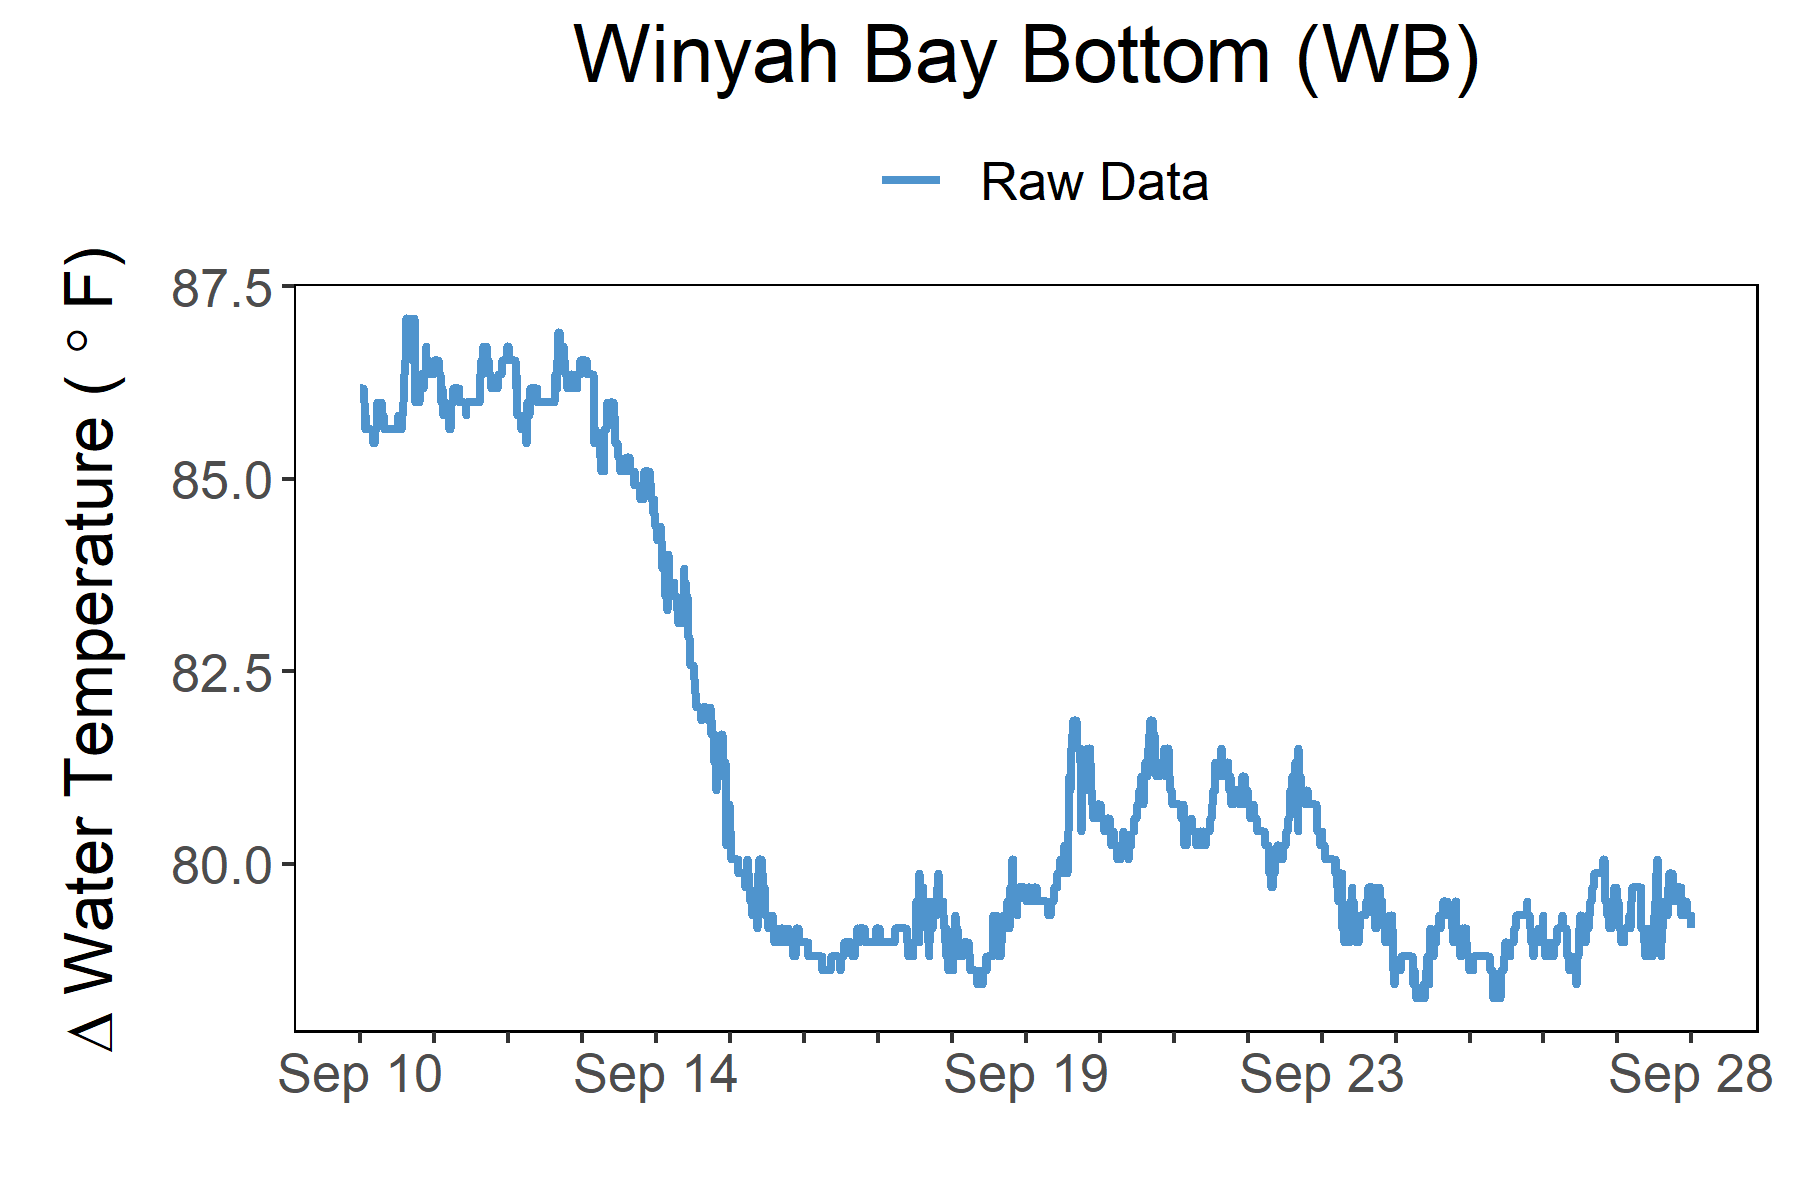 Winyah Bay Bottom (WB)
Raw Data
Δ Water Temperature ( ° F)
87.5
85.0
82.5
80.0
Sep 10 Sep 14 Sep 19 Sep 23 Sep 28